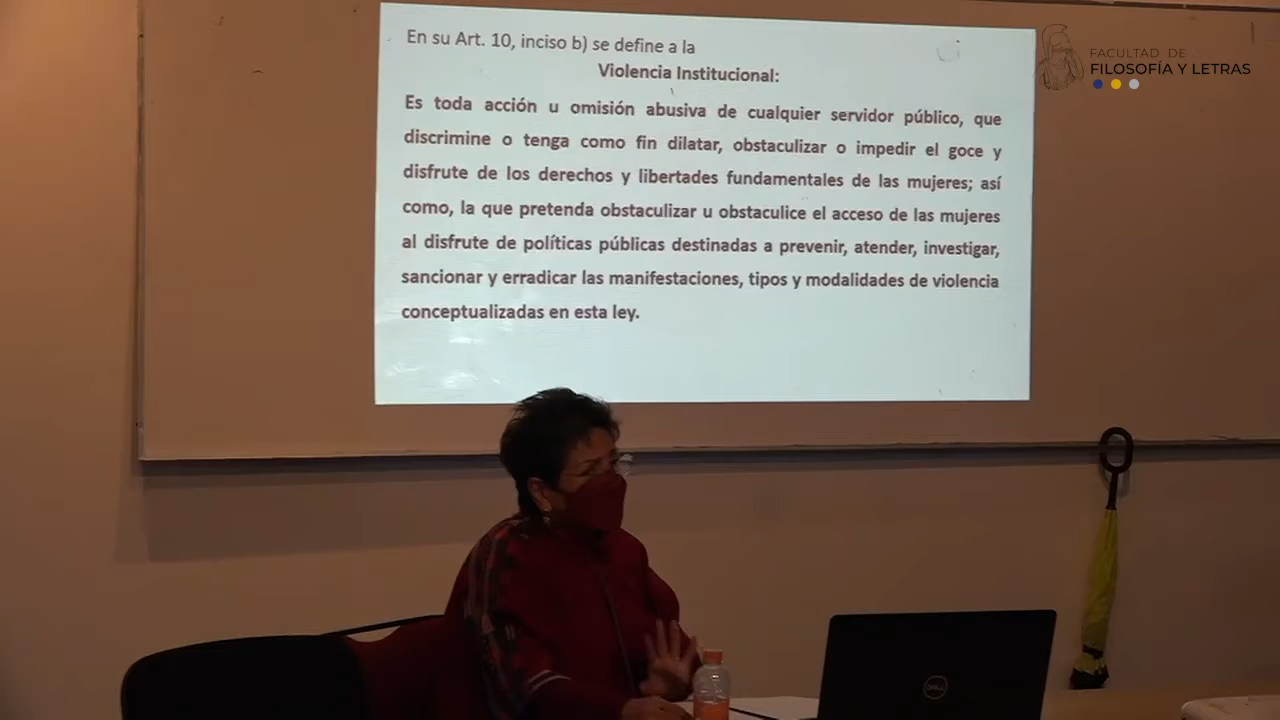 En su Art. 10, inciso b) se define a la
Violencia Institucional:
Es toda acción u omisión abusiva de cualquier servidor público, que
discrimine o tenga como fin dilatar, obstaculizar o impedir el goce y
disfrute de los derechos y libertades fundamentales de las mujeres; así
como, la que pretenda obstaculizar u obstaculice el acceso de las mujeres
al disfrute de políticas públicas destinadas a prevenir, atender, investigar,
sancionar y erradicar las manifestaciones, tipos y modalidades de violencia
conceptualizadas en esta ley.
FACULTAD DE
FILOSOFÍA Y LETRAS
DELL